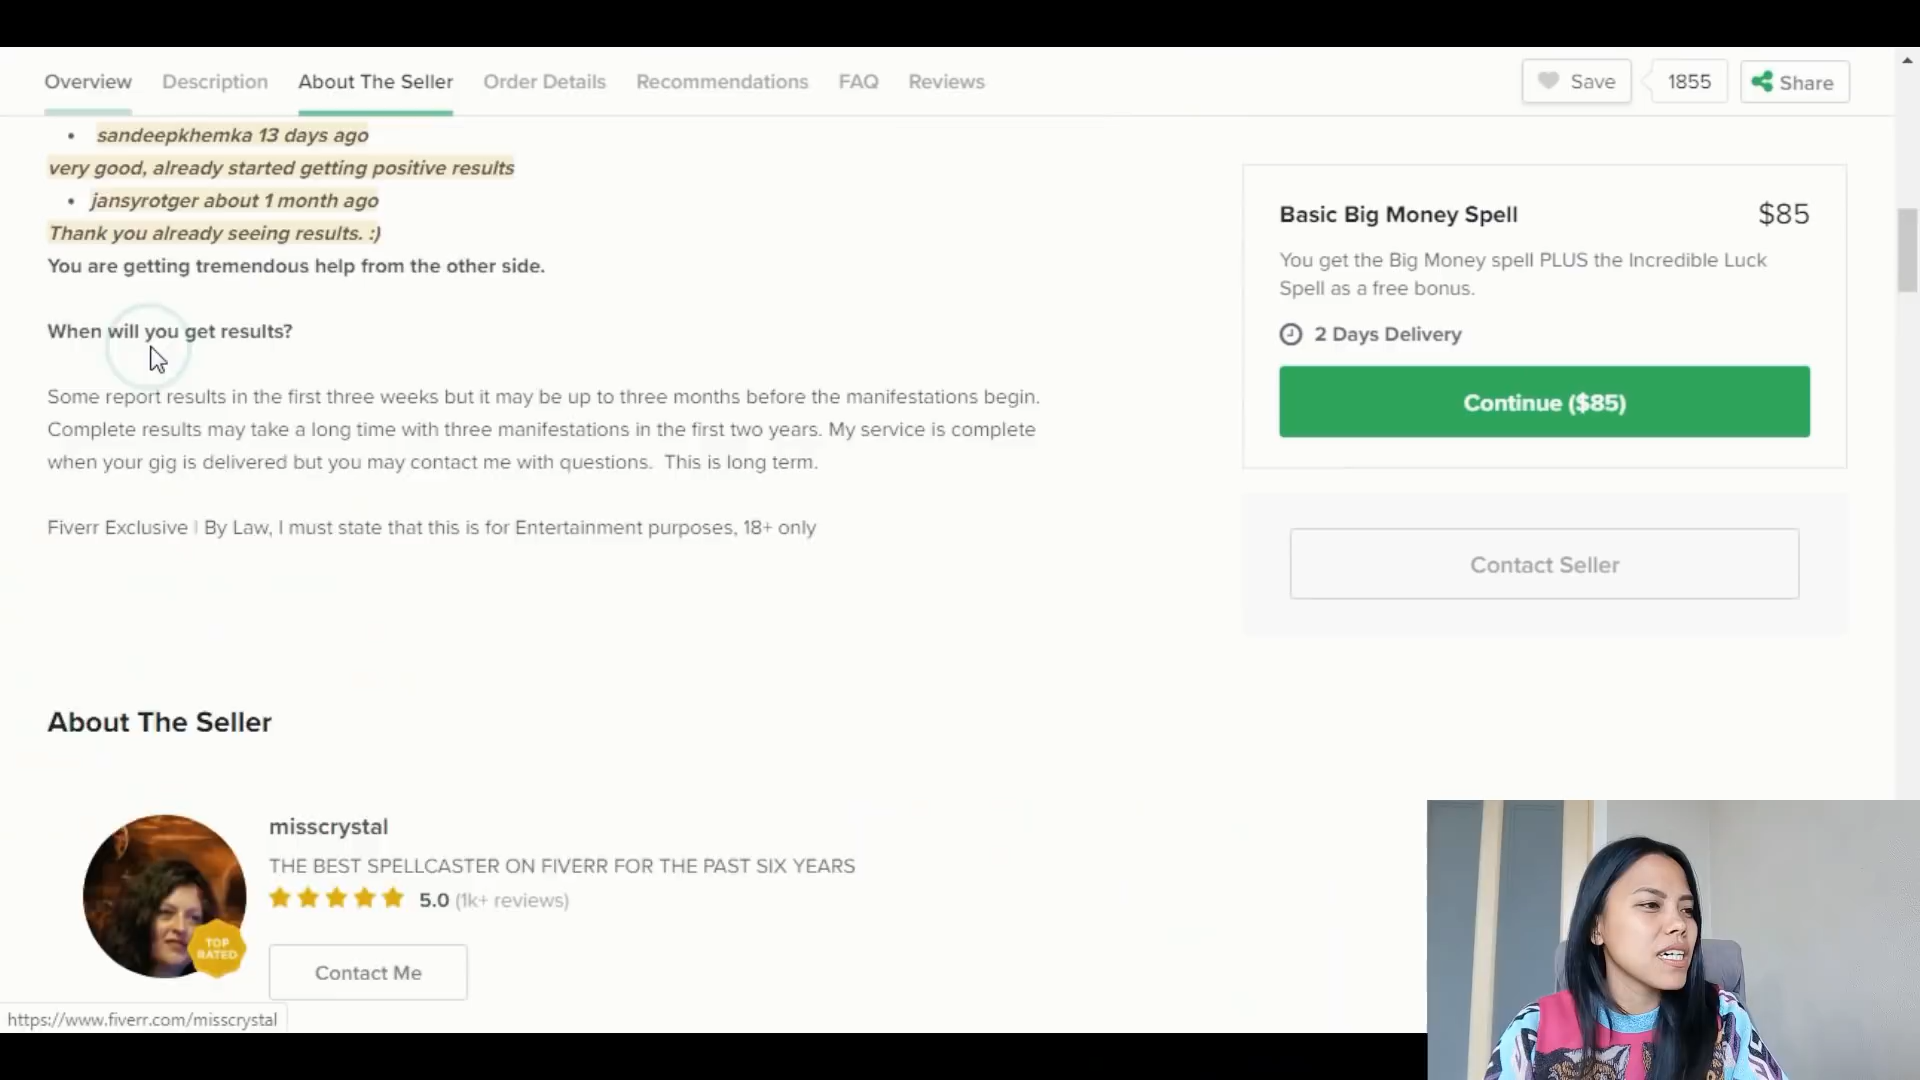 Overview Description About The Seller Order Details Recommendations FAQ Reviews Save 1855 Share
• sandeepkhemka 13 days ago
very good, already started getting positive results
• jansyrotger about 1 month ago
Thank you already seeing results. :)
You are getting tremendous help from the other side.
When will you get results?
Some report results in the first three weeks but it may be up to three months before the manifestations begin.
Complete results may take a long time with three manifestations in the first two years. My service is complete
when your gig is delivered but you may contact me with questions. This is long term.
Fiverr Exclusive | By Law, I must state that this is for Entertainment purposes, 18+ only
Basic Big Money Spell $85
You get the Big Money spell PLUS the Incredible Luck
Spell as a free bonus.
2 Days Delivery
Continue ($85)
Contact Seller
About The Seller
misscrystal
THE BEST SPELLCASTER ON FIVERR FOR THE PAST SIX YEARS
5.0 (1k+ reviews)
TOP
RATED
Contact Me
https://www.fiverr.com/misscrystal